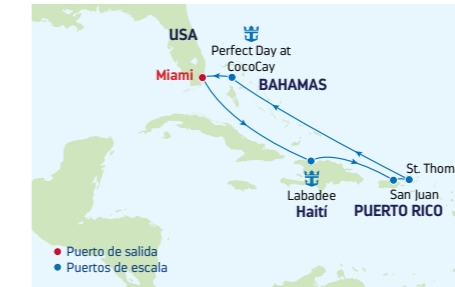 USA
Perfect Day at
CocoCay
Miami
BAHAMAS
St. Thom
San Juan
Labadee
Haití
PUERTO RICO
Puerto de salida
Puertos de escala